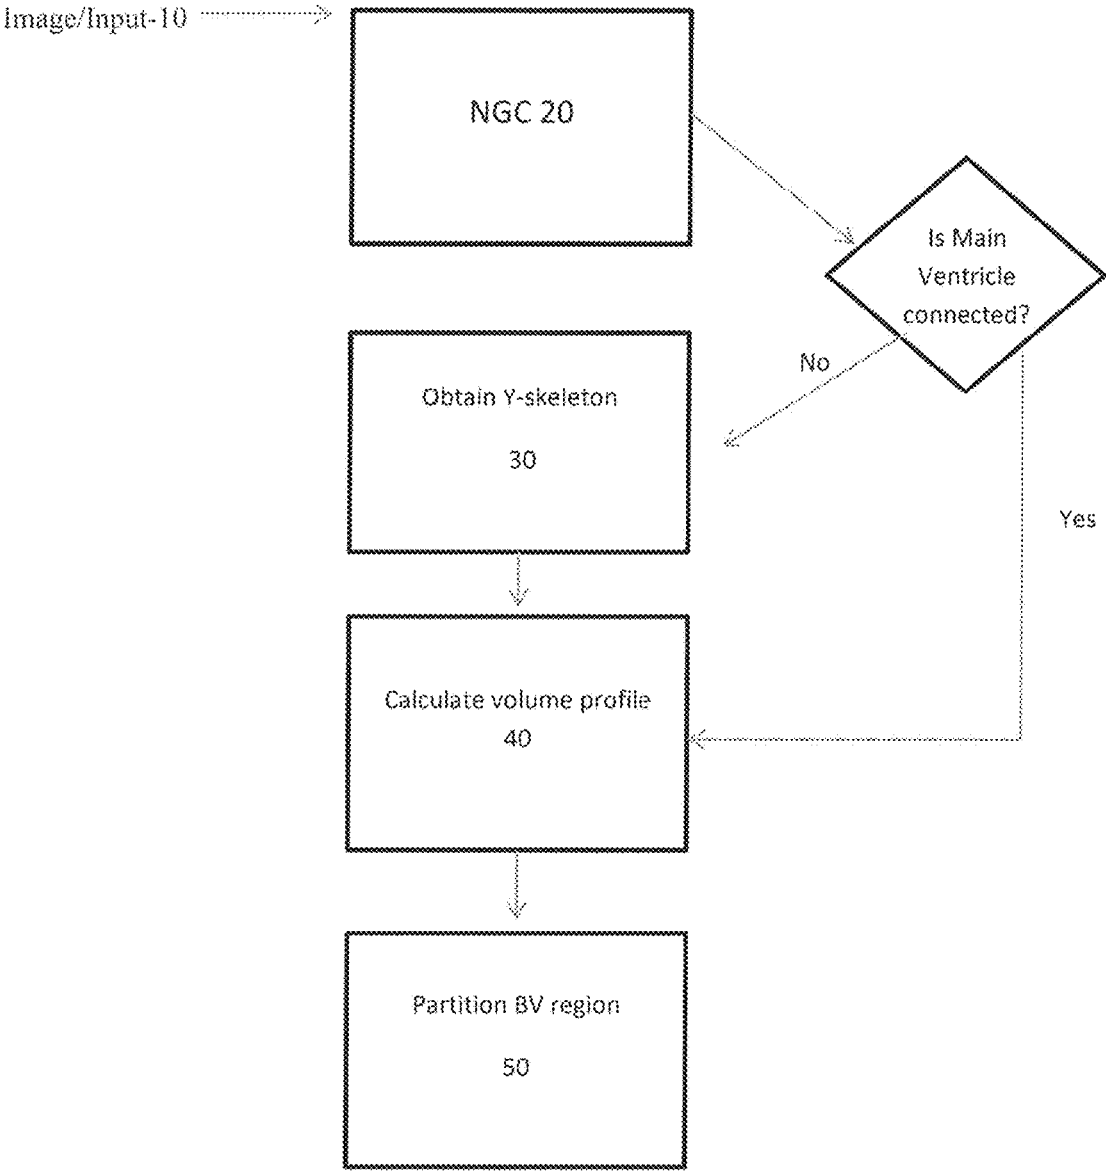 Image/Input-10
NGC 20
Is Main
Ventricle
connected?
No
Obtain Y-skeleton
30
Yes
Calculate volume profile
40
Partition BV region
50